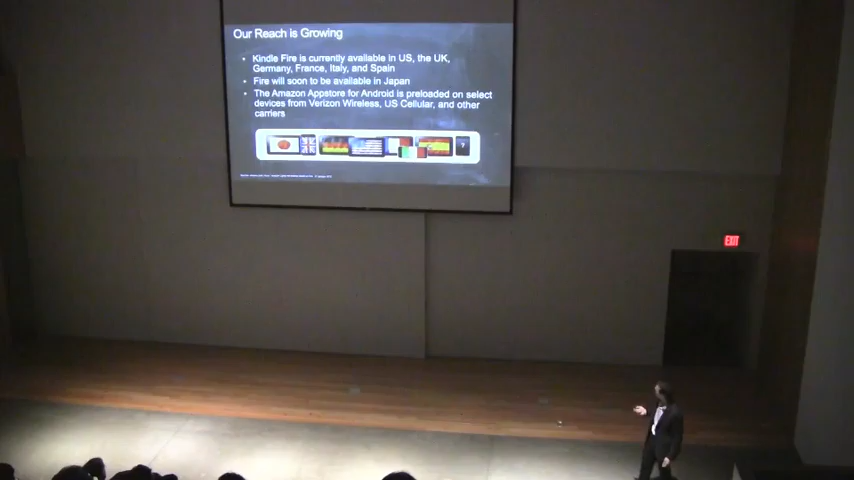 Our Reach is Growing
• Kindle Fire is currently available in US, the UK,
Germany, France, Italy, and Spain
• Fire will soon to be available in Japan
• The Amazon Appstore for Android is preloaded on select
devices from Verizon Wireless, US Cellular, and other
carriers
?
EXIT